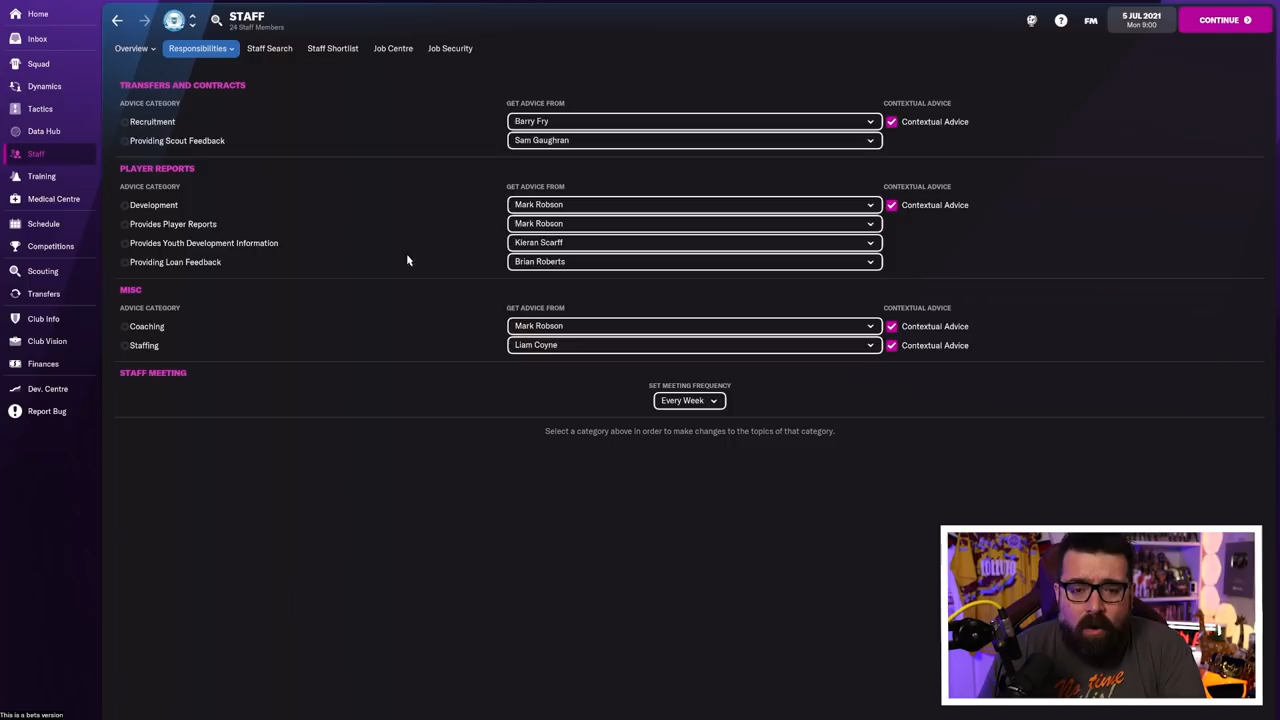 Home
Inbox
Squad
Dynamics
Tactics
Data Hub
Staff
Training
Medical Centre
Schedule
Competitions
Scouting
Transfers
Club Info
Club Vision
Finances
Dev. Centre
Report Bug
This is a beta version
STAFF
24 Staff Members
FM
5 JUL 2021
Mon 9:00
CONTINUE
Overview
Responsibilities
Staff Search
Staff Shortlist
Job Centre
Job Security
TRANSFERS AND CONTRACTS
ADVICE CATEGORY GET ADVICE FROM CONTEXTUAL ADVICE
Recruitment Barry Fry Contextual Advice
Providing Scout Feedback Sam Gaughran
PLAYER REPORTS
ADVICE CATEGORY GET ADVICE FROM CONTEXTUAL ADVICE
Development Mark Robson Contextual Advice
Provides Player Reports Mark Robson
Provides Youth Development Information Kieran Scarff
Providing Loan Feedback Brian Roberts
MISC
ADVICE CATEGORY GET ADVICE FROM CONTEXTUAL ADVICE
Coaching Mark Robson Contextual Advice
Staffing Liam Coyne Contextual Advice
STAFF MEETING
SET MEETING FREQUENCY
Every Week
Select a category above in order to make changes to the topics of that category.
No time